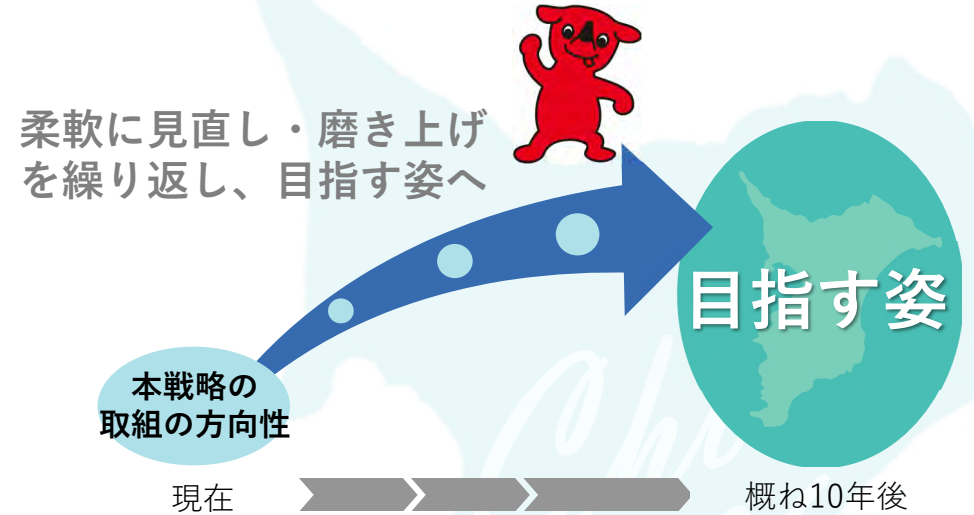 柔軟に見直し・磨き上げ
を繰り返し、目指す姿へ
目指す姿
本戦略の
取組の方向性
現在
概ね10年後